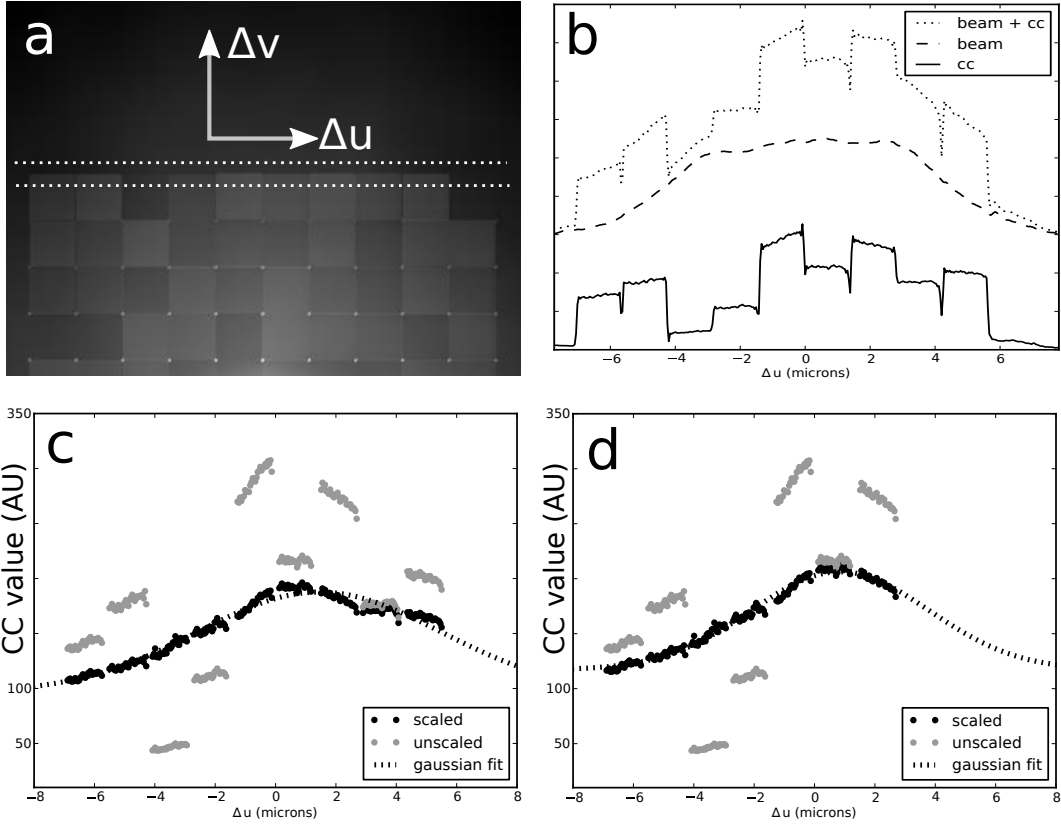 a
Δv
Δu
b
beam + cc
beam
cc
−6 −4 −2 0 2 4 6
Δu (microns)
c
CC value (AU)
350
100
50
scaled
unscaled
gaussian fit
−8 −6 −4 −2 0 2 4 6 8
Δu (microns)
d
CC value (AU)
350
100
50
scaled
unscaled
gaussian fit
−8 −6 −4 −2 0 2 4 6 8
Δu (microns)